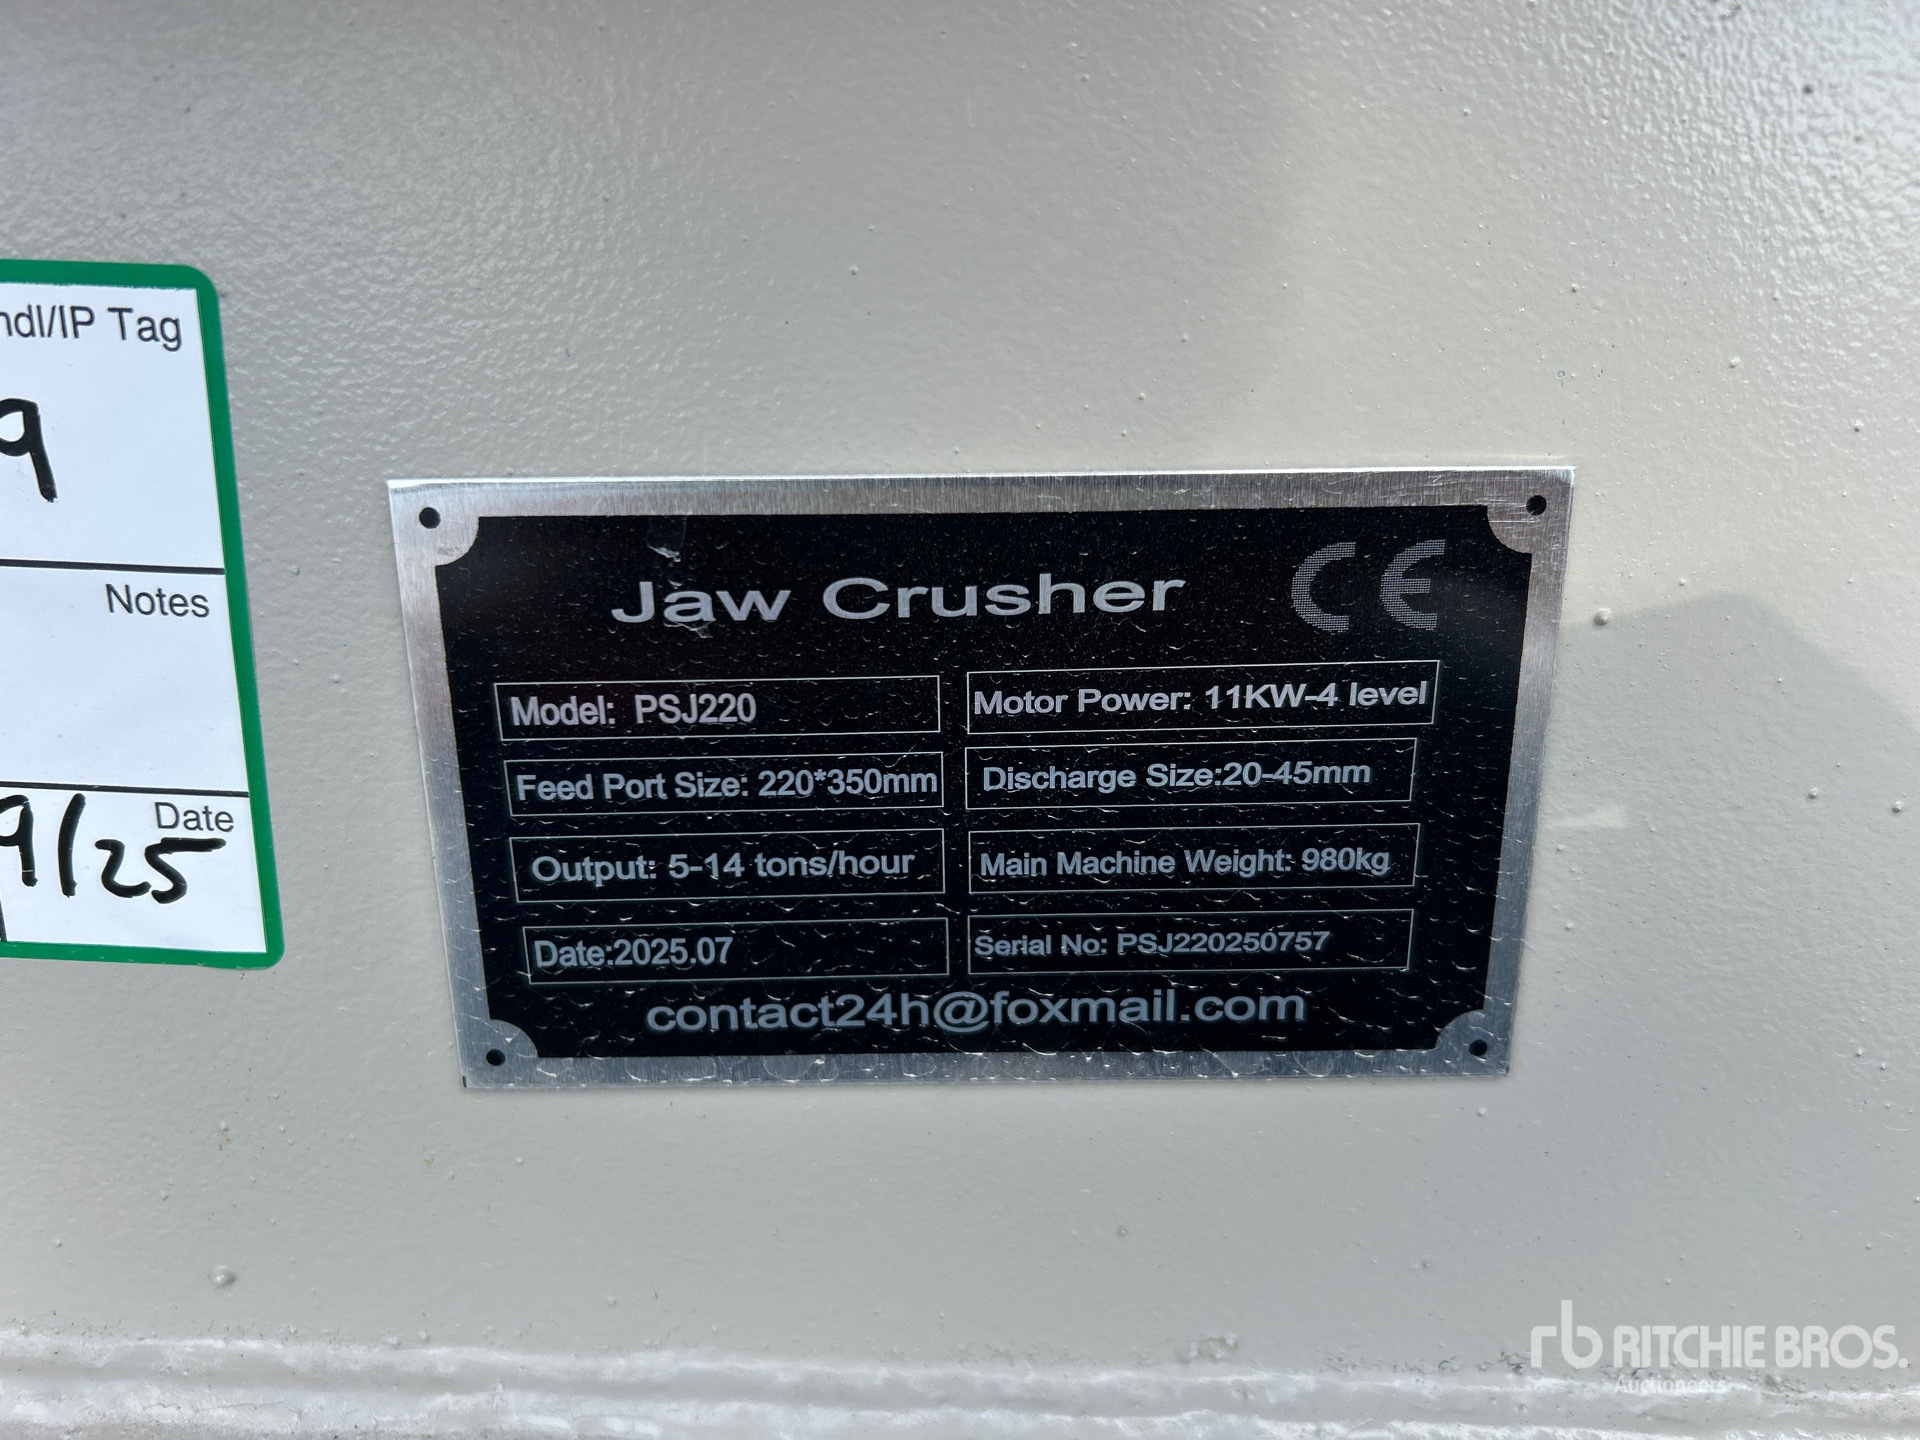 IP Tag
9
Notes
Date
9/25
Jaw Crusher CE
Model: PSJ220
Motor Power: 11KW-4 level
Feed Port Size: 220*350mm
Discharge Size:20-45mm
Output: 5-14 tons/hour
Main Machine Weight: 980kg
Date:2025.07
Serial No: PSJ220250757
contact24h@foxmail.com
rb RITCHIE BROS.
Auctioneers